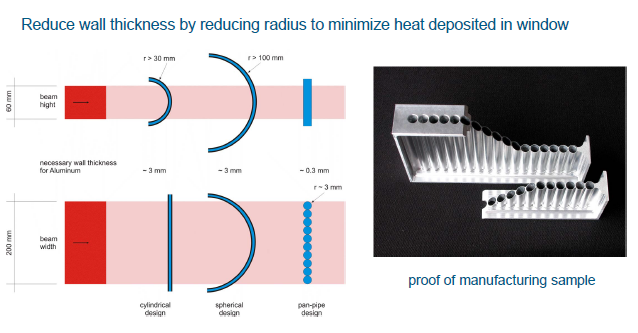 Reduce wall thickness by reducing radius to minimize heat deposited in window
r > 30 mm
r > 100 mm
60 mm
beam
hight
necessary wall thickness
for Aluminum
~ 3 mm
~ 3 mm
~ 0.3 mm
r ~ 3 mm
200 mm
beam
width
cylindrical
design
spherical
design
pan-pipe
design
proof of manufacturing sample